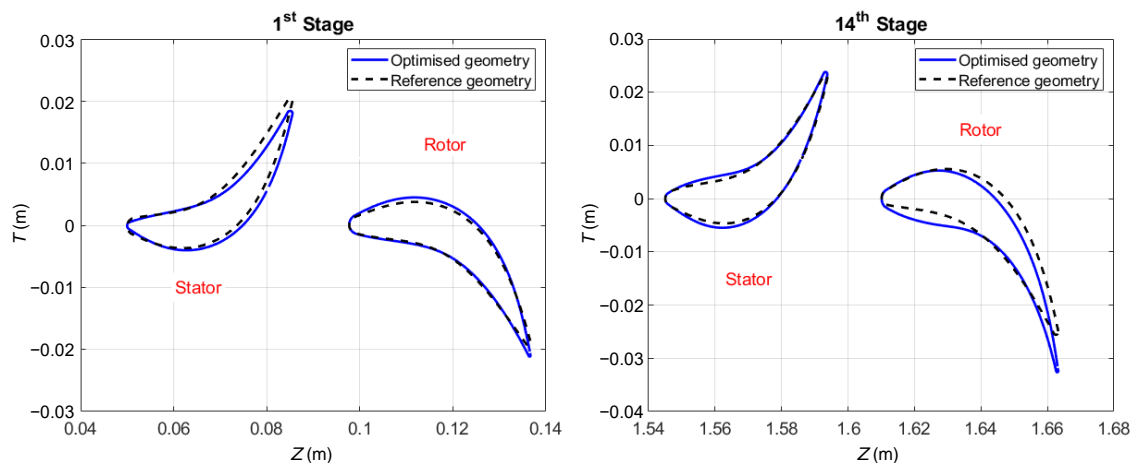 1st Stage
0.03
0.02
0.01
0
−0.01
−0.02
−0.03
T (m)
0.04
0.06
0.08
0.1
0.12
0.14
Z (m)
Optimised geometry
Reference geometry
Rotor
Stator
14th Stage
0.03
0.02
0.01
0
−0.01
−0.02
−0.03
−0.04
T (m)
1.54
1.56
1.58
1.6
1.62
1.64
1.66
1.68
Z (m)
Optimised geometry
Reference geometry
Rotor
Stator